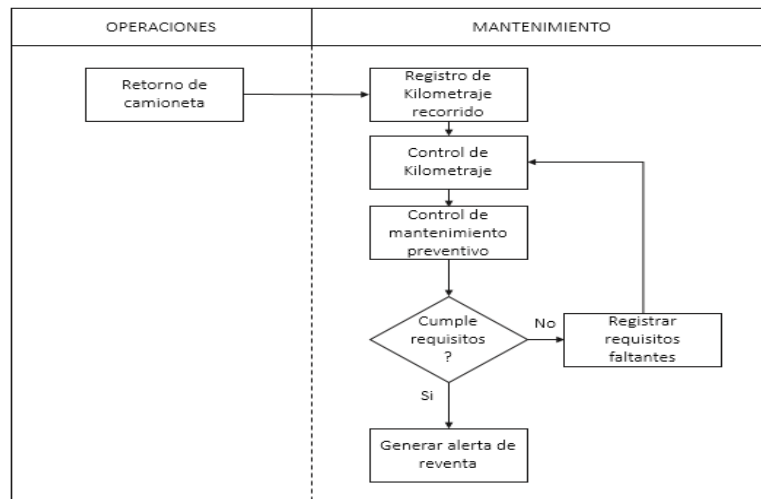 OPERACIONES
MANTENIMIENTO
Retorno de
camioneta
Registro de
Kilometraje
recorrido
Control de
Kilometraje
Control de
mantenimiento
preventivo
Cumple
requisitos
?
No
Registrar
requisitos
faltantes
Si
Generar alerta de
reventa